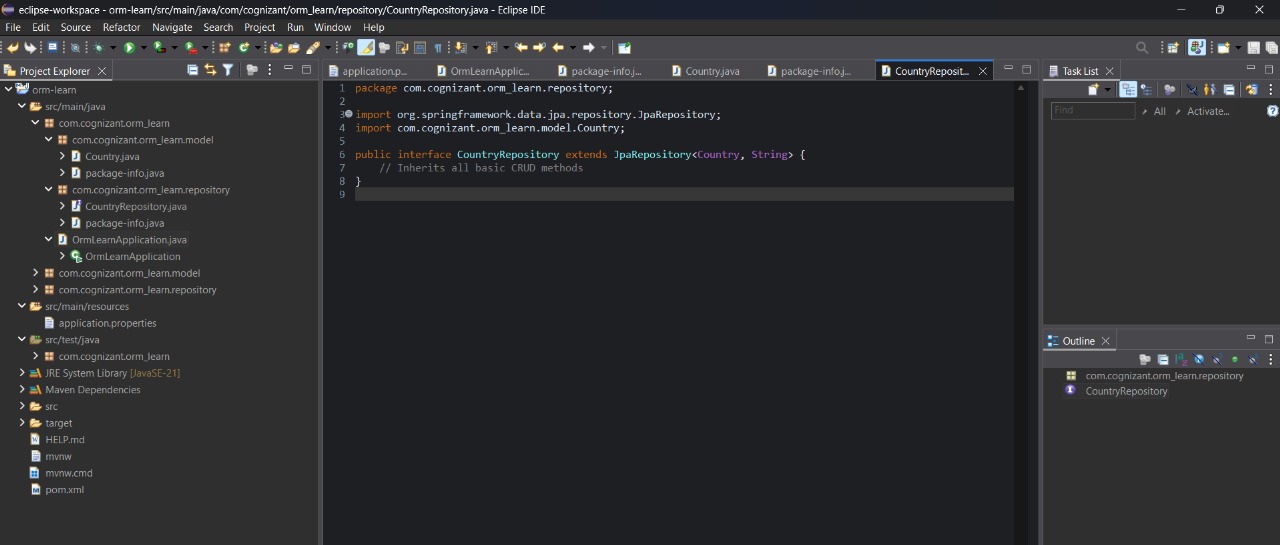 eclipse-workspace - orm-learn/src/main/java/com/cognizant/orm_learn/repository/CountryRepository.java - Eclipse IDE
File Edit Source Refactor Navigate Search Project Run Window Help
Project Explorer
orm-learn
src/main/java
com.cognizant.orm_learn
com.cognizant.orm_learn.model
Country.java
package-info.java
com.cognizant.orm_learn.repository
CountryRepository.java
package-info.java
OrmLearnApplication.java
OrmLearnApplication
com.cognizant.orm_learn.model
com.cognizant.orm_learn.repository
src/main/resources
application.properties
src/test/java
com.cognizant.orm_learn
JRE System Library [JavaSE-21]
Maven Dependencies
src
target
HELP.md
mvnw
mvnw.cmd
pom.xml
application.p... OrmLearnApplic... package-info.j... Country.java package-info.j... CountryReposit...
1 package com.cognizant.orm_learn.repository;
2
3 import org.springframework.data.jpa.repository.JpaRepository;
4 import com.cognizant.orm_learn.model.Country;
5
6 public interface CountryRepository extends JpaRepository<Country, String> {
7 // Inherits all basic CRUD methods
8 }
9
Task List
Find All Activate...
Outline
com.cognizant.orm_learn.repository
CountryRepository